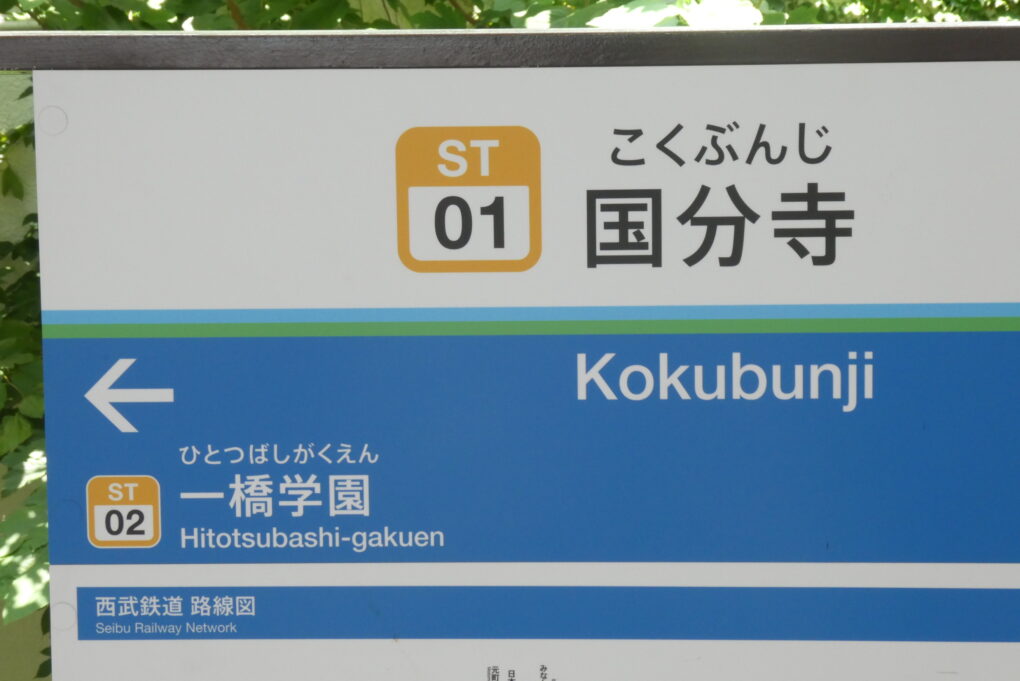 ST
01
こくぶんじ
国分寺
Kokubunji
ひとつばしがくえん
ST
02
一橋学園
Hitotsubashi-gakuen
西武鉄道 路線図
Seibu Railway Network